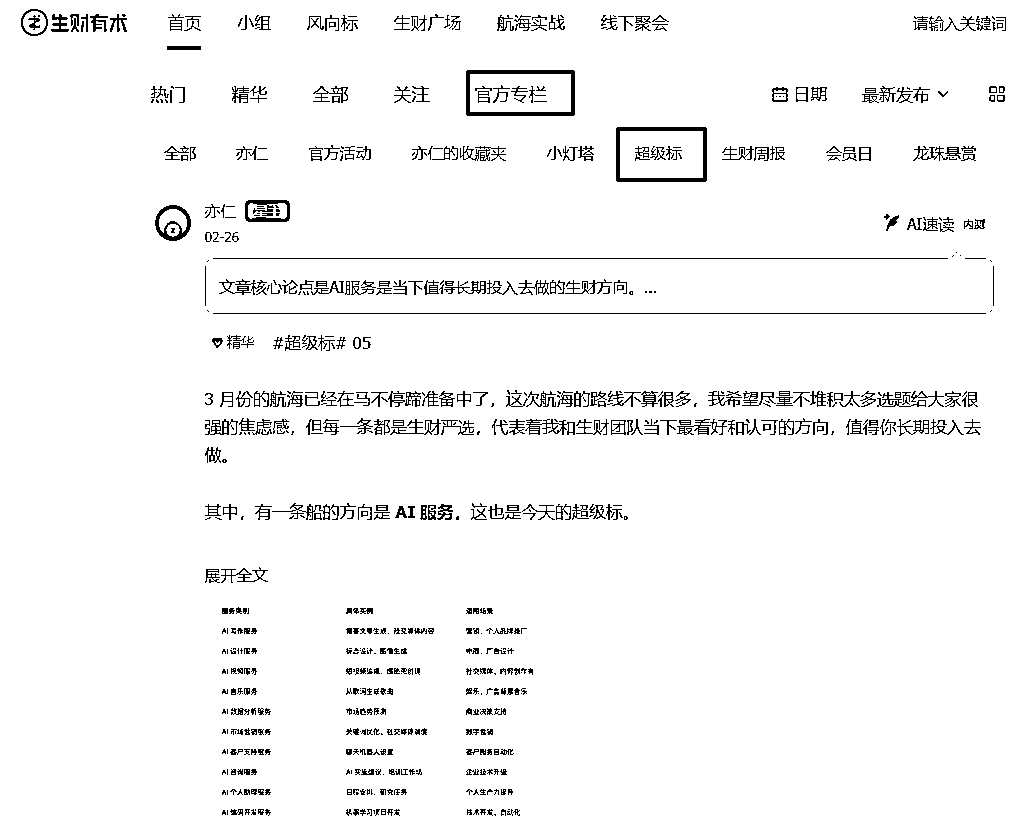 生财有术 首页 小组 风向标 生财广场 航海实战 线下聚会 请输入关键词
热门 精华 全部 关注 官方专栏 日期 最新发布
全部 亦仁 官方活动 亦仁的收藏夹 小灯塔 超级标 生财周报 会员日 龙珠悬赏
亦仁 星主
02-26
AI速读 内测
文章核心论点是AI服务是当下值得长期投入去做的生财方向。...
精华 #超级标# 05
3 月份的航海已经在马不停蹄准备中了，这次航海的路线不算很多，我希望尽量不堆积太多选题给大家很
强的焦虑感，但每一条都是生财严选，代表着我和生财团队当下最看好和认可的方向，值得你长期投入去
做。
其中，有一条船的方向是 AI 服务，这也是今天的超级标。
展开全文
服务类别 具体实例 适用场景
AI 写作服务 博客文章生成、社交媒体内容 营销、个人品牌推广
AI 设计服务 标志设计、图像生成 电商、广告设计
AI 视频服务 社交媒体、内容创作者
AI 音乐服务 从歌词生成歌曲 娱乐、广告背景音乐
AI 数据分析服务 市场趋势预测 商业决策支持
AI 市场营销服务 关键词优化、社交媒体调度 数字营销
AI 客户支持服务 聊天机器人设置 客户服务自动化
AI 咨询服务 AI 实施建议、培训工作坊 企业技术升级
AI 个人助理服务 日程安排、研究任务 个人生产力提升
AI 编码开发服务 机器学习项目开发 技术开发、自动化